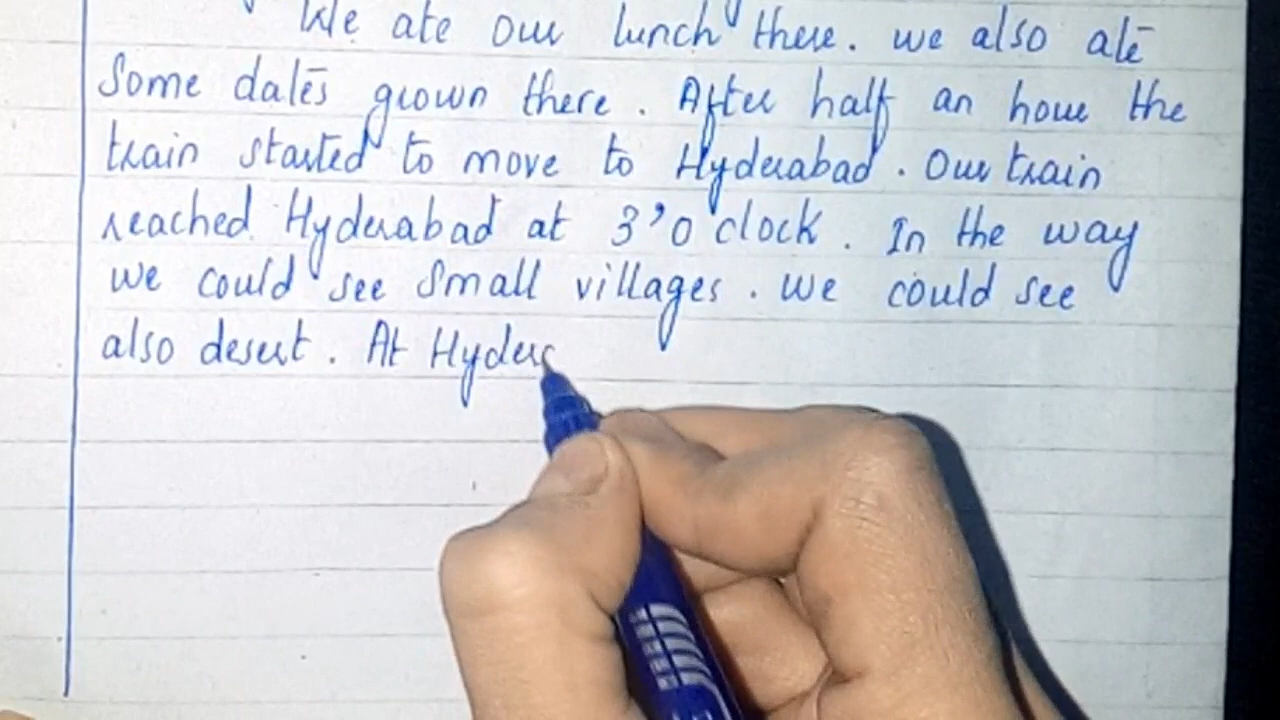 We ate our lunch there. we also ate
Some dates grown there. After half an hour the
train started to move to Hyderabad. Our train
reached Hyderabad at 3'0 clock. In the way
we could see small villages. we could see
also desert. At Hydera